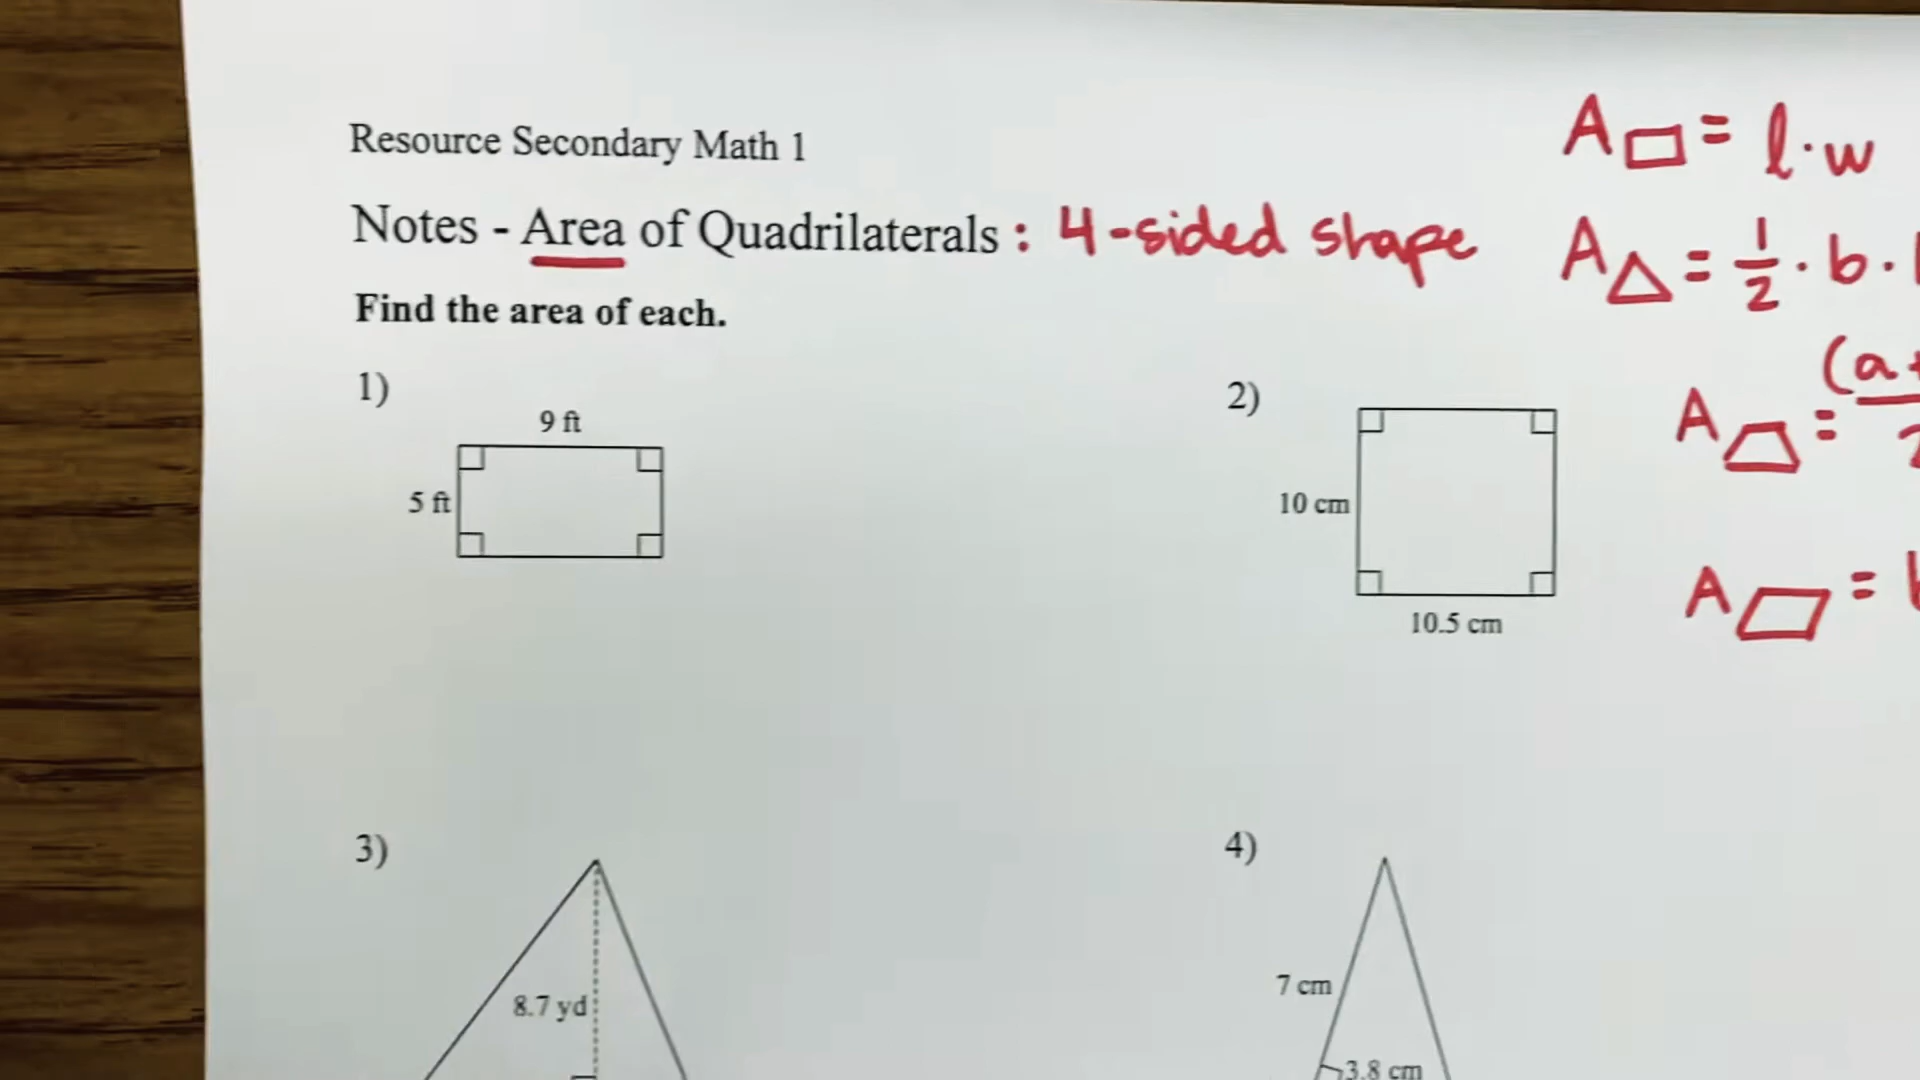 Resource Secondary Math 1
Notes - Area of Quadrilaterals : 4-sided shape
Find the area of each.
A▭ = l·w
A△ = 1/2 · b ·
(a+
A⏢ =
A▱ =
1)
9 ft
5 ft
2)
10 cm
10.5 cm
3)
8.7 yd
4)
7 cm
3.8 cm